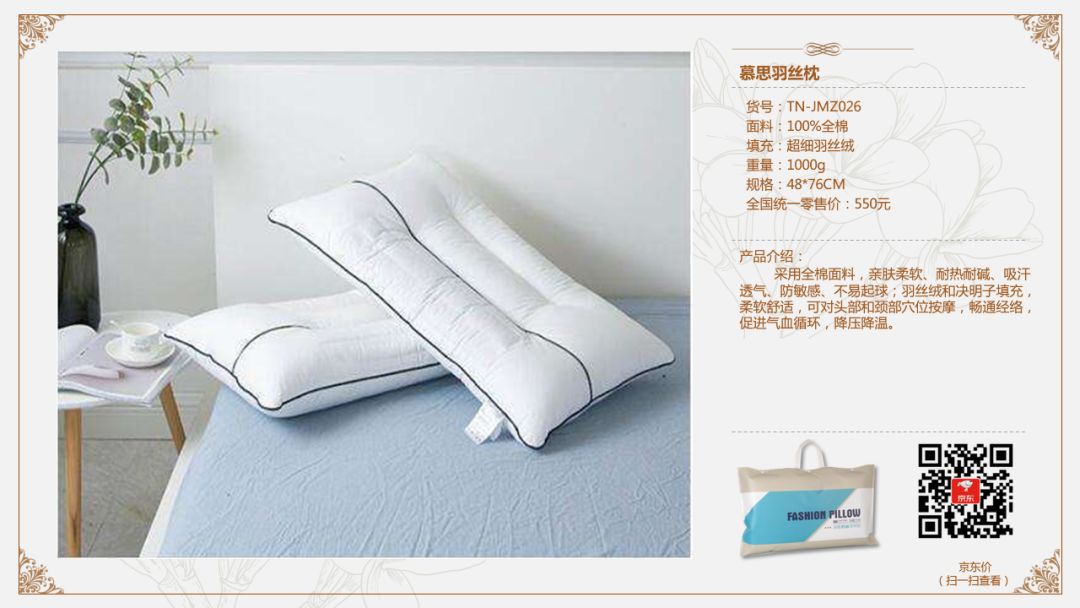 慕思羽丝枕
货号：TN-JMZ026
面料：100%全棉
填充：超细羽丝绒
重量：1000g
规格：48*76CM
全国统一零售价：550元
产品介绍：
采用全棉面料，亲肤柔软、耐热耐碱、吸汗
透气、防敏感、不易起球；羽丝绒和决明子填充，
柔软舒适，可对头部和颈部穴位按摩，畅通经络，
促进气血循环，降压降温。
FASHION PILLOW
京东
京东价
（扫一扫查看）